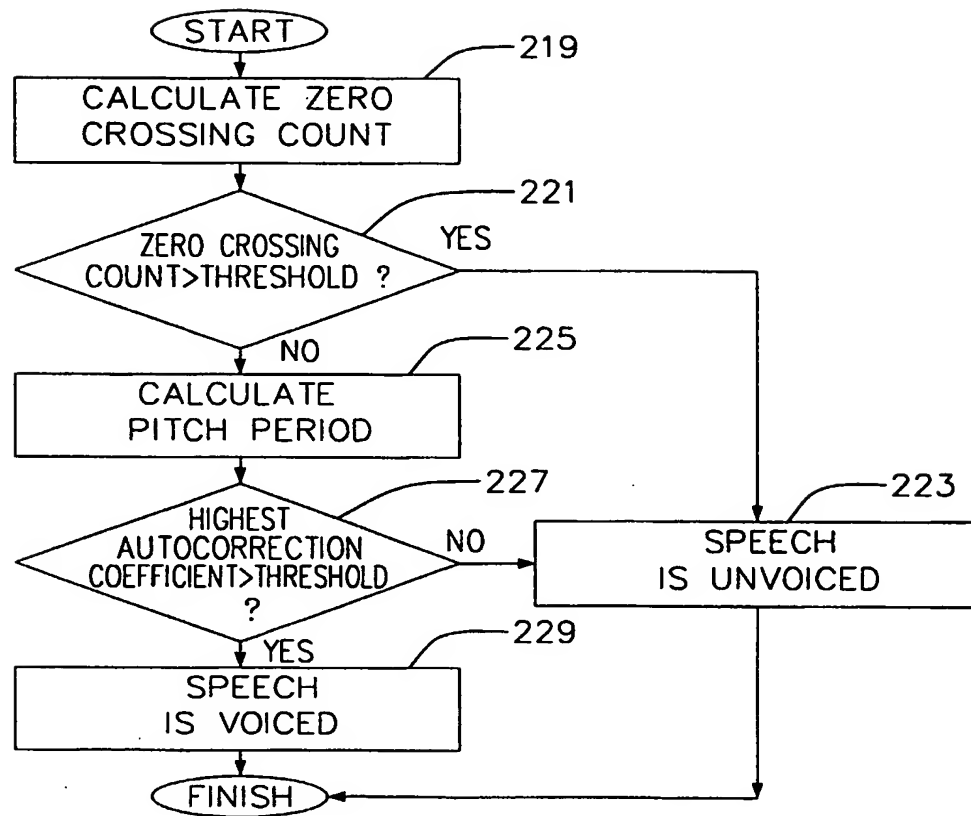 START
219
CALCULATE ZERO
CROSSING COUNT
221
ZERO CROSSING
COUNT>THRESHOLD ?
YES
NO
225
CALCULATE
PITCH PERIOD
227
HIGHEST
AUTOCORRECTION
COEFFICIENT>THRESHOLD
?
NO
223
SPEECH
IS UNVOICED
YES
229
SPEECH
IS VOICED
FINISH